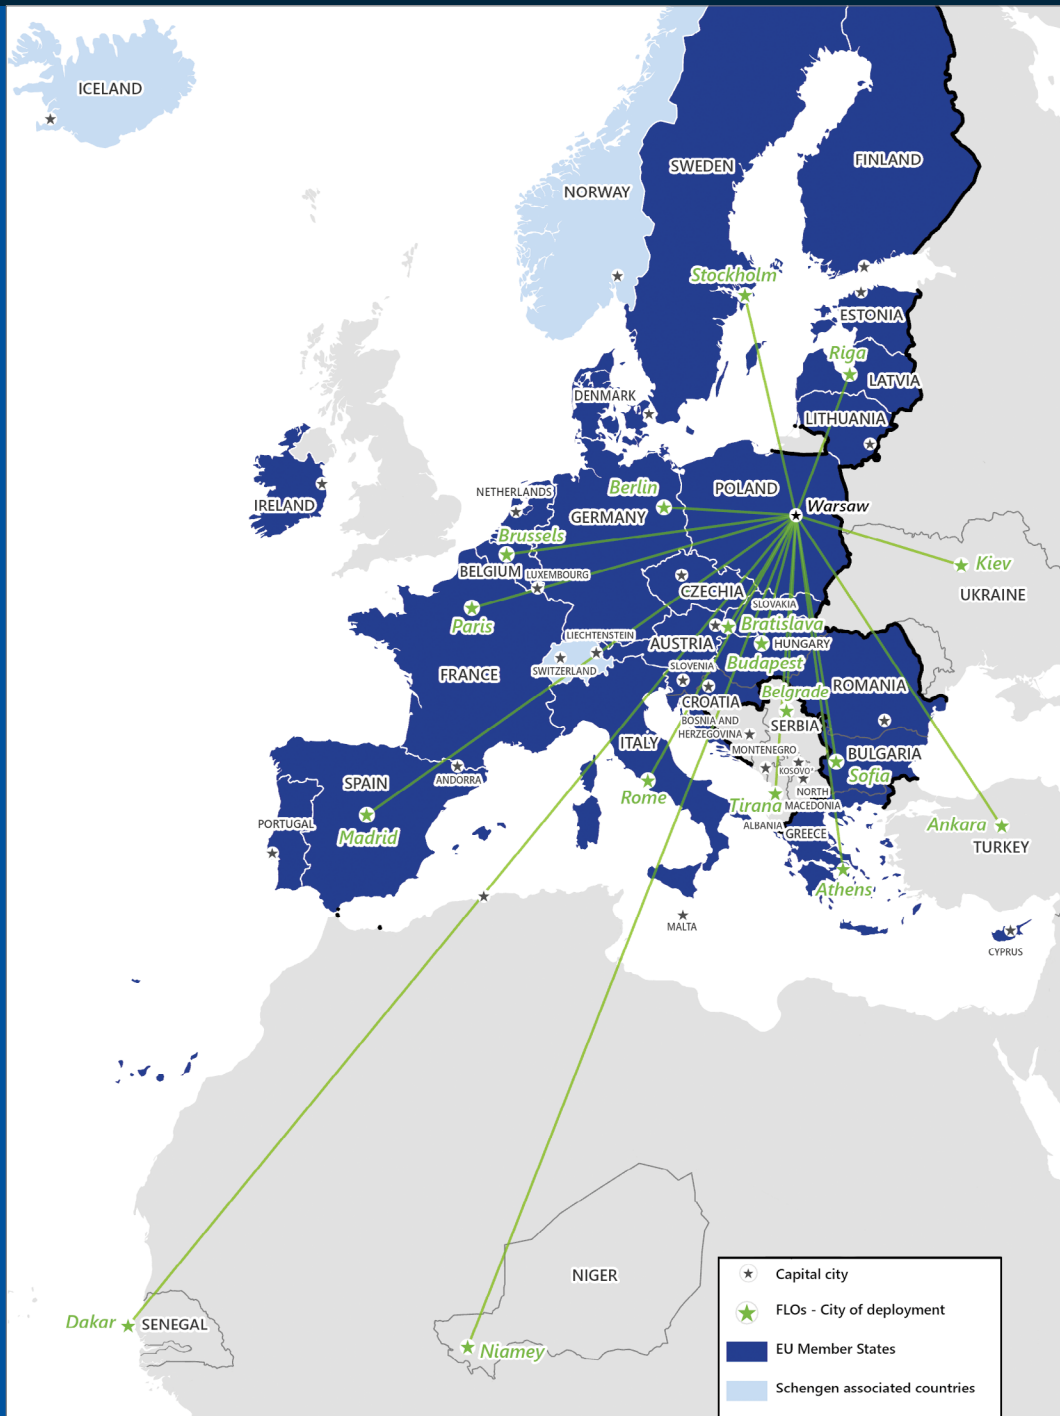 ICELAND
SWEDEN
FINLAND
NORWAY
Stockholm
ESTONIA
Riga
LATVIA
DENMARK
LITHUANIA
IRELAND
NETHERLANDS
Berlin
POLAND
Warsaw
GERMANY
Brussels
Kiev
BELGIUM
LUXEMBOURG
CZECHIA
UKRAINE
SLOVAKIA
Paris
Bratislava
LIECHTENSTEIN
AUSTRIA
HUNGARY
SLOVENIA
Budapest
SWITZERLAND
FRANCE
ROMANIA
Belgrade
CROATIA
BOSNIA AND
HERZEGOVINA
SERBIA
ITALY
MONTENEGRO
BULGARIA
KOSOVO
Sofia
ANDORRA
SPAIN
NORTH
MACEDONIA
Rome
Tirana
PORTUGAL
Madrid
ALBANIA
GREECE
Ankara
TURKEY
Athens
MALTA
CYPRUS
NIGER
Dakar
SENEGAL
Niamey
Capital city
FLOs - City of deployment
EU Member States
Schengen associated countries